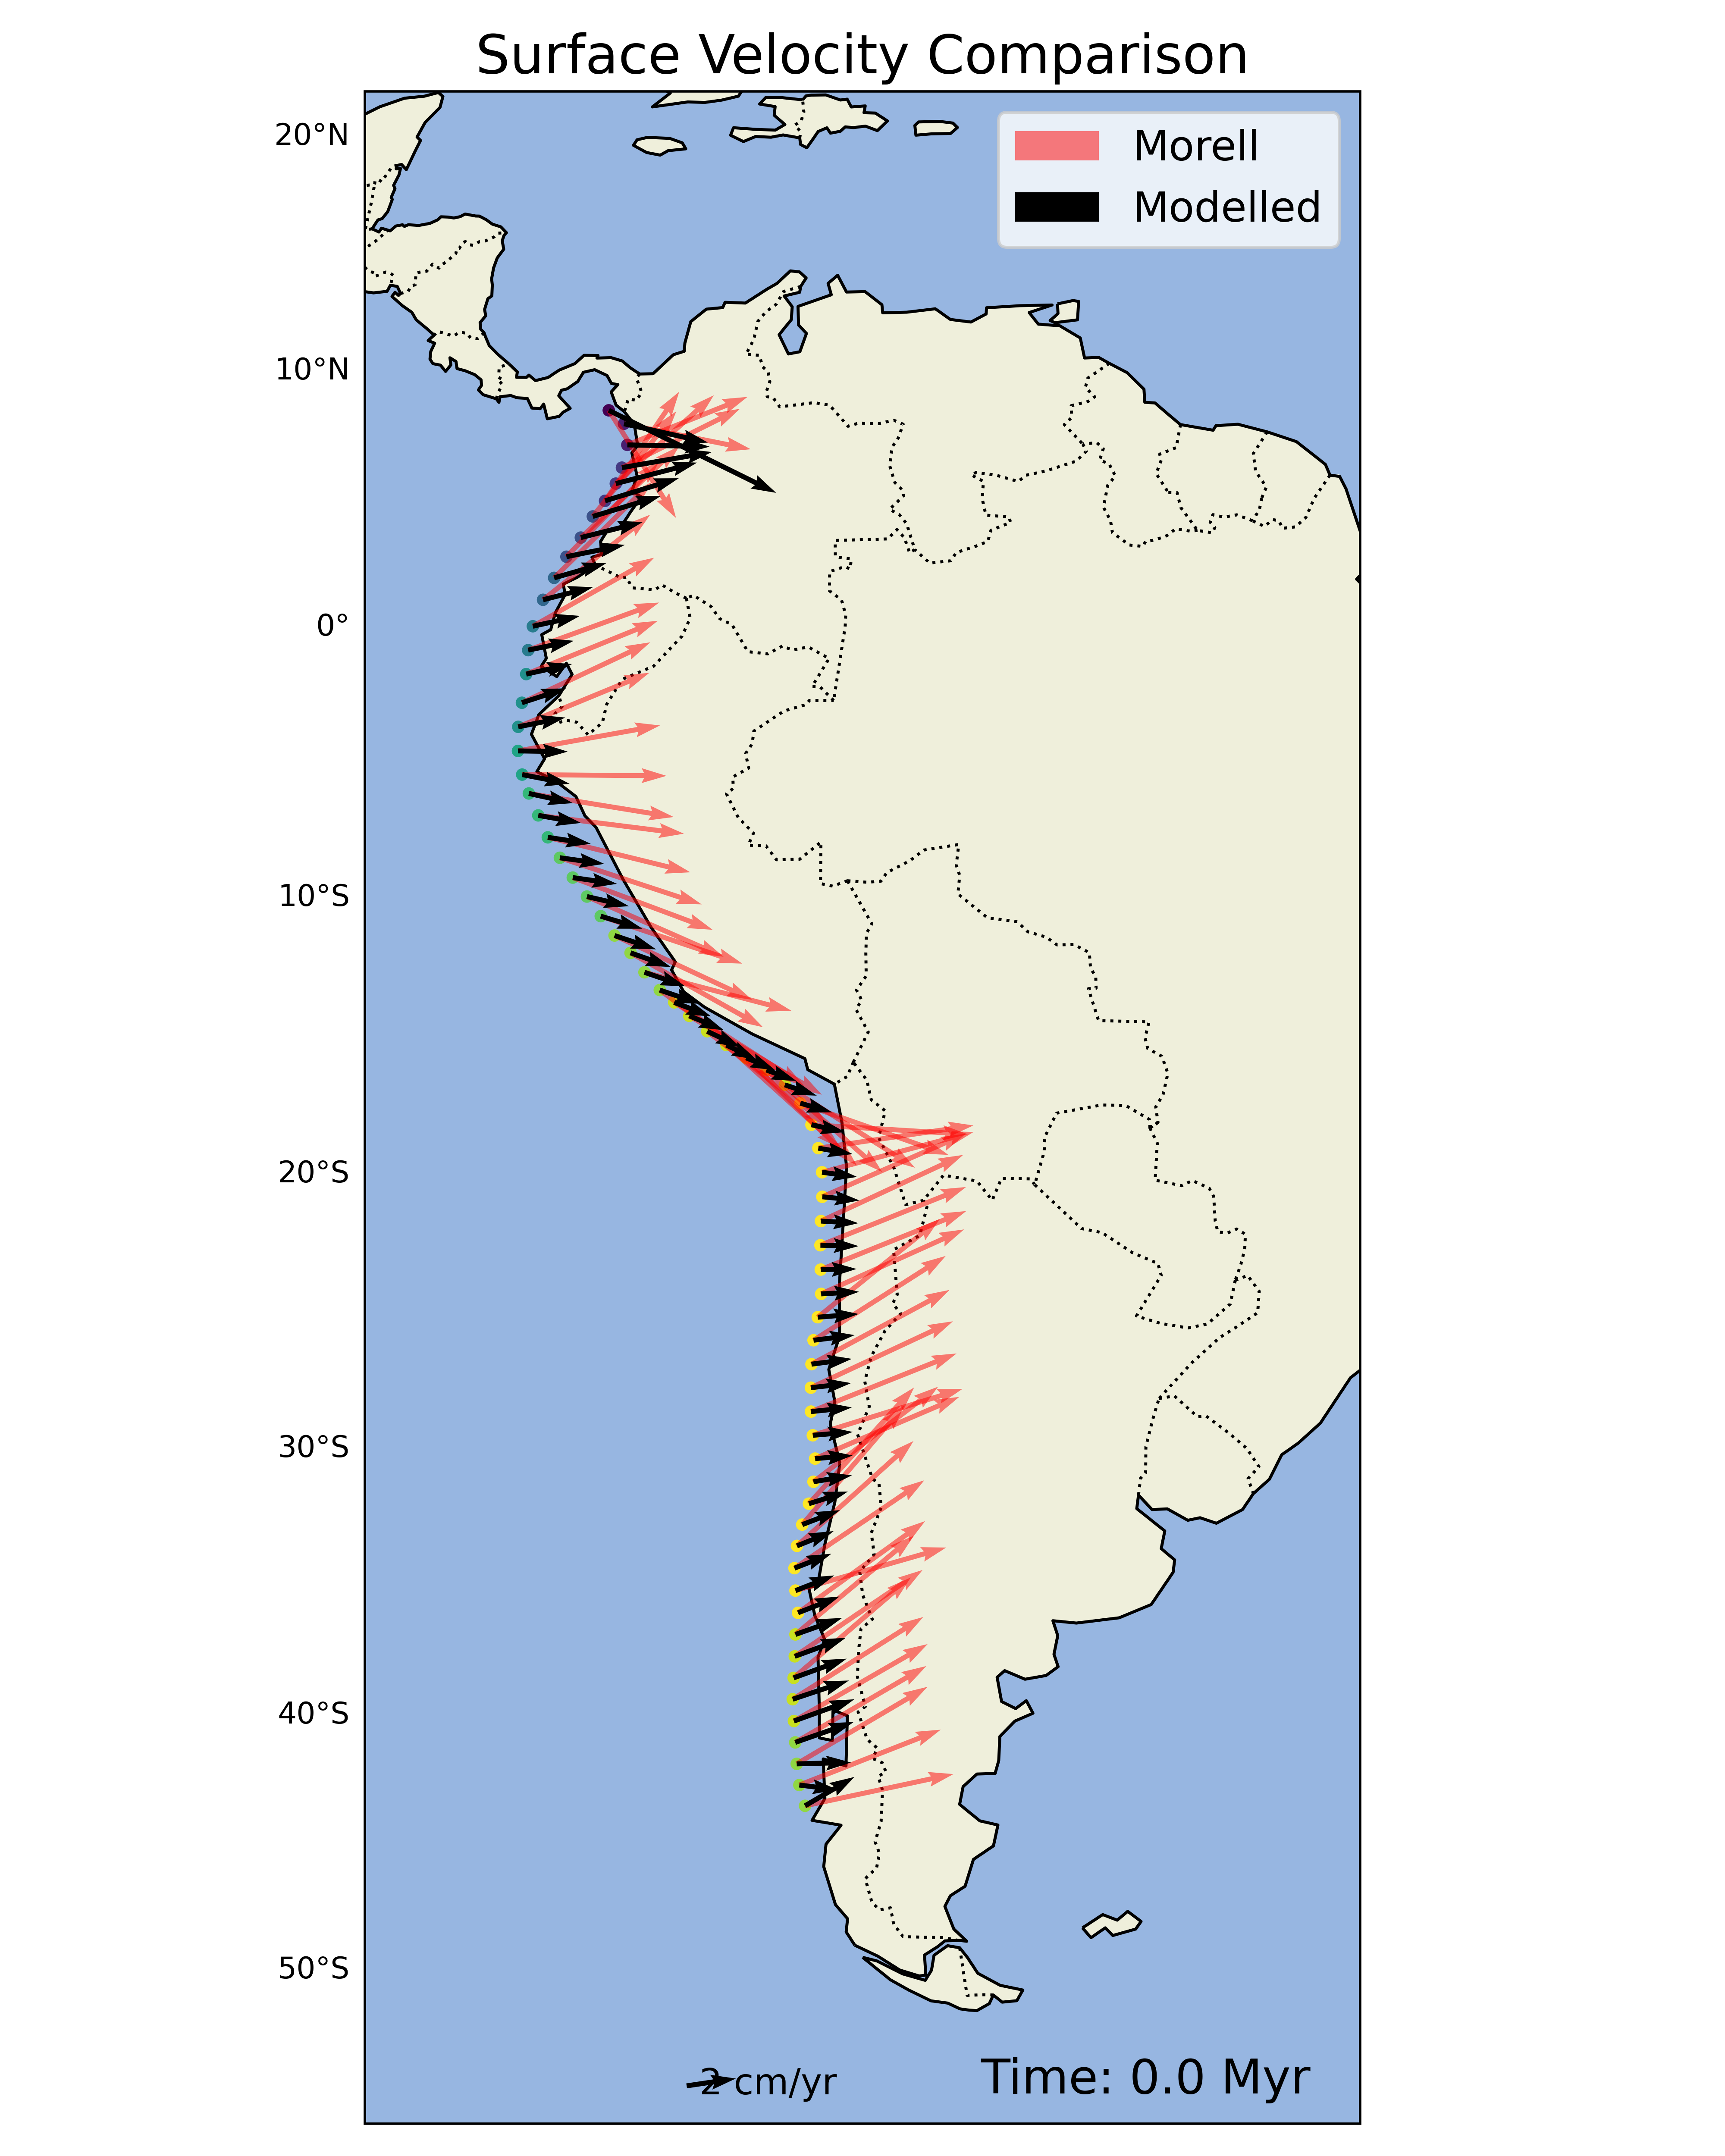 Surface Velocity Comparison
20°N
Morell
Modelled
10°N
0°
10°S
20°S
30°S
40°S
50°S
2 cm/yr
Time: 0.0 Myr